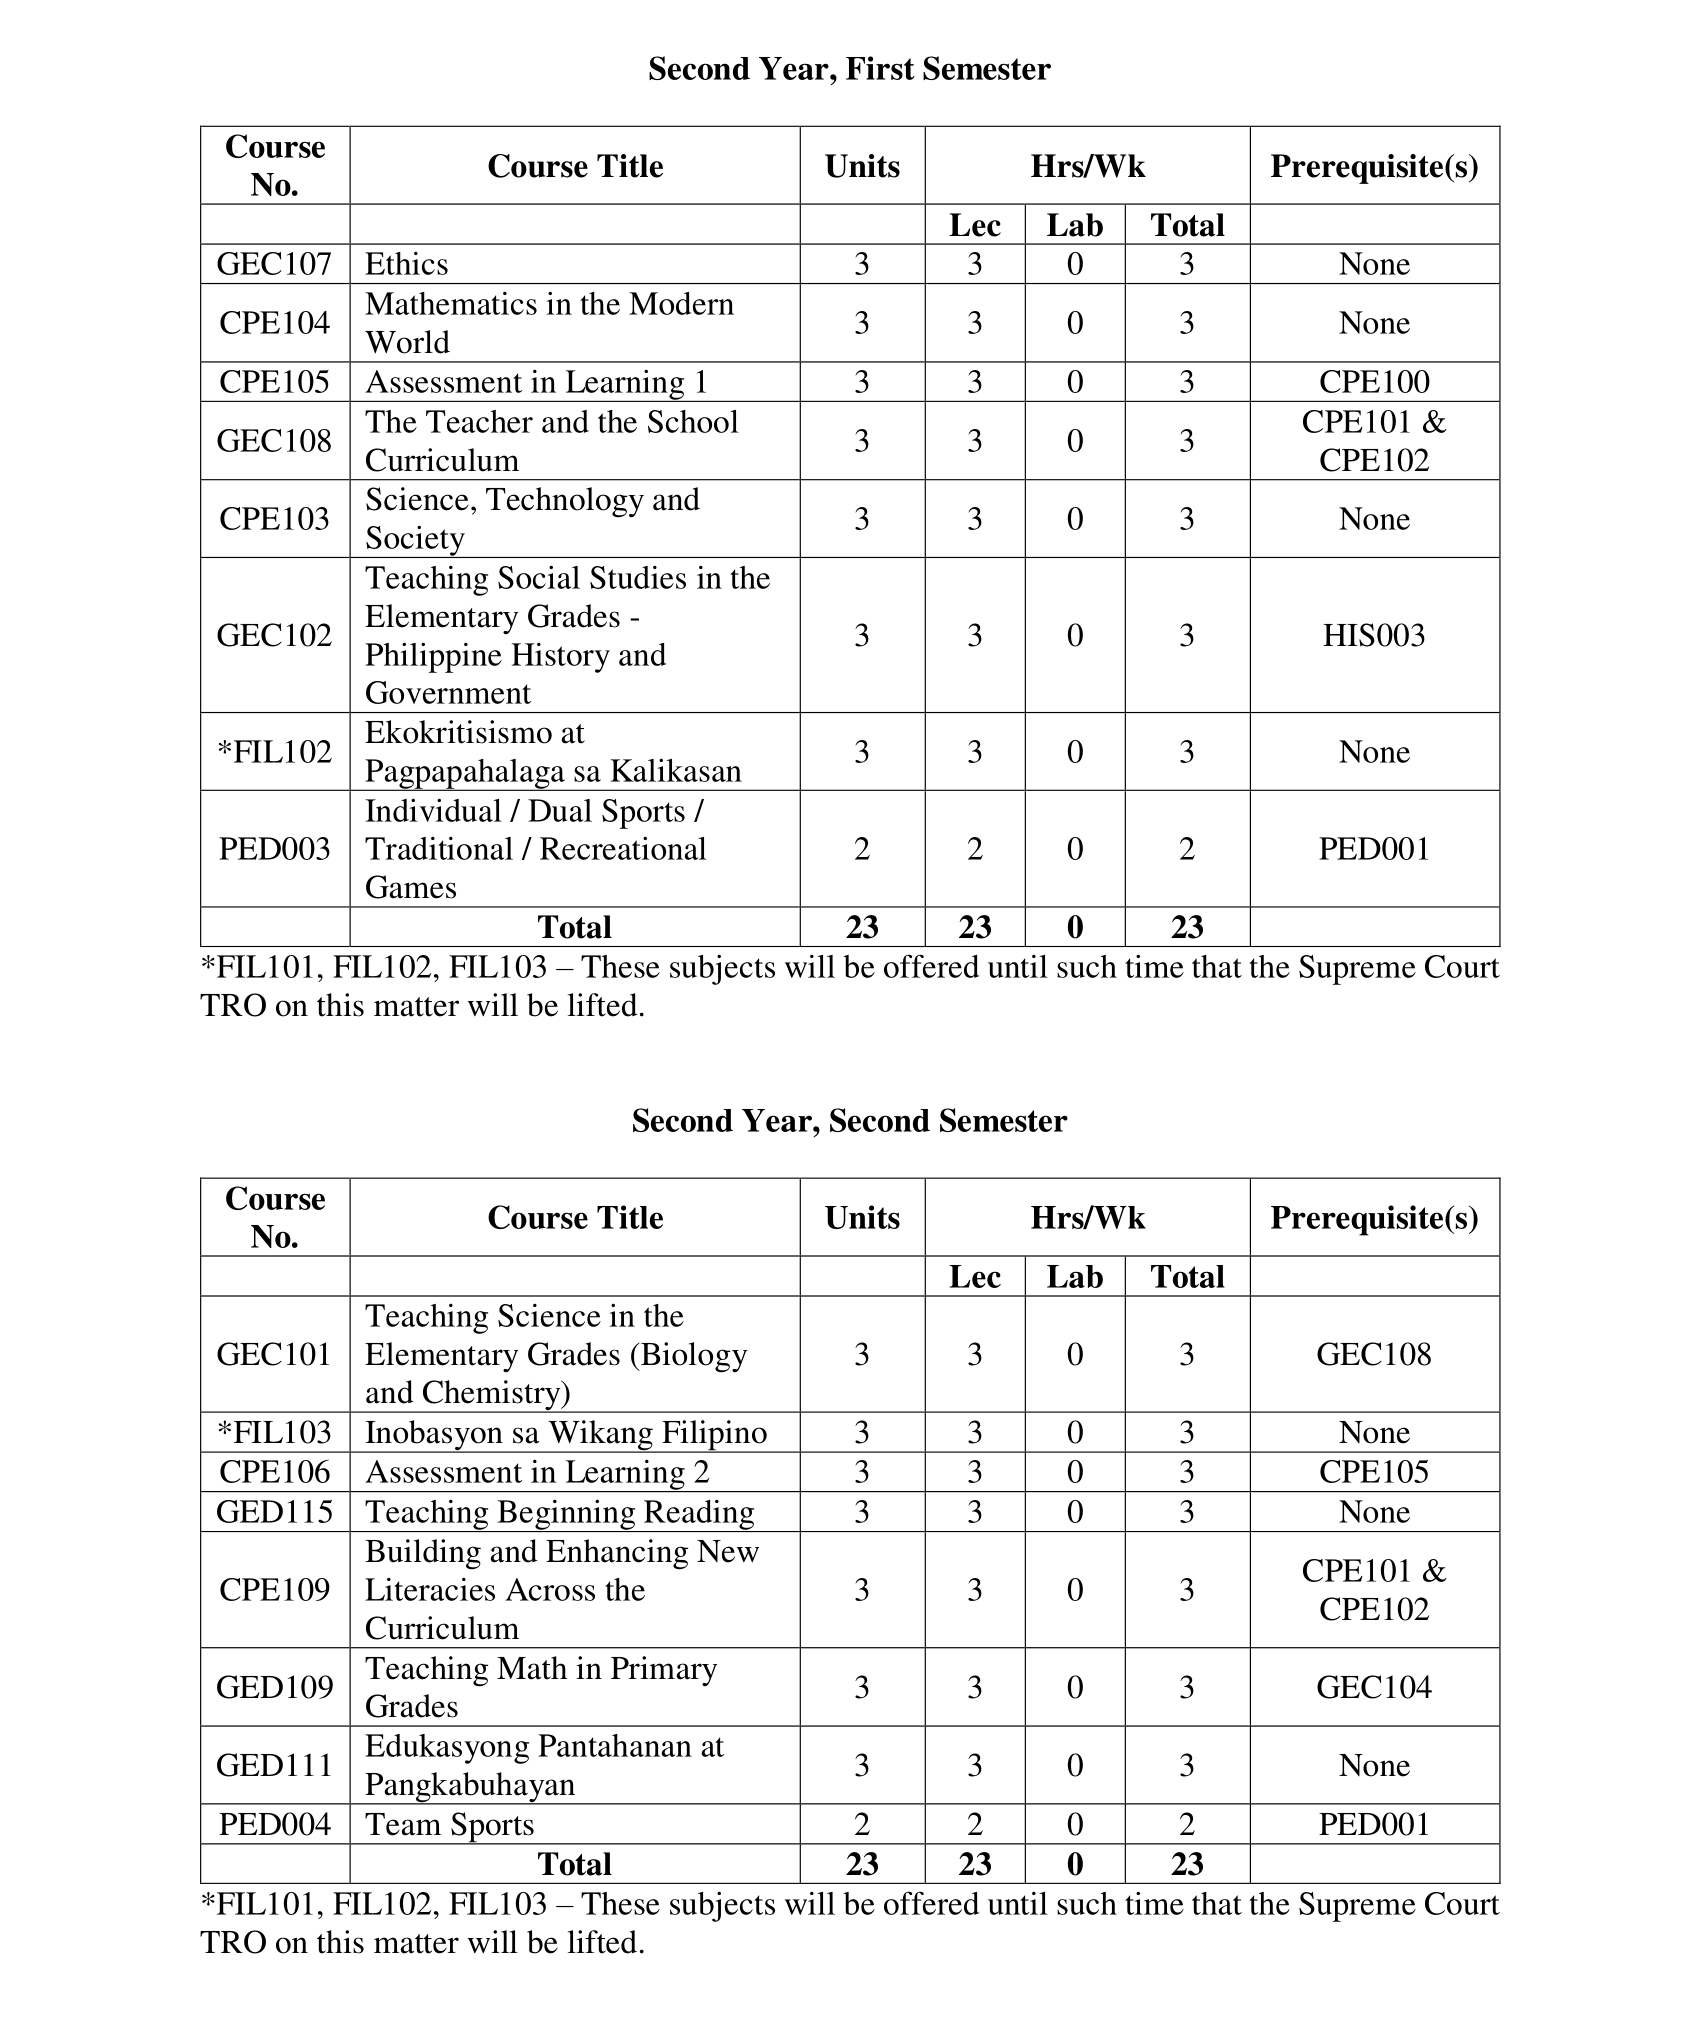 Second Year, First Semester
Course No. Course Title Units Hrs/Wk Prerequisite(s)
Lec Lab Total
GEC107 Ethics 3 3 0 3 None
CPE104 Mathematics in the Modern World 3 3 0 3 None
CPE105 Assessment in Learning 1 3 3 0 3 CPE100
GEC108 The Teacher and the School Curriculum 3 3 0 3 CPE101 & CPE102
CPE103 Science, Technology and Society 3 3 0 3 None
GEC102 Teaching Social Studies in the Elementary Grades - Philippine History and Government 3 3 0 3 HIS003
*FIL102 Ekokritisismo at Pagpapahalaga sa Kalikasan 3 3 0 3 None
PED003 Individual / Dual Sports / Traditional / Recreational Games 2 2 0 2 PED001
Total 23 23 0 23
*FIL101, FIL102, FIL103 – These subjects will be offered until such time that the Supreme Court
TRO on this matter will be lifted.
Second Year, Second Semester
Course No. Course Title Units Hrs/Wk Prerequisite(s)
Lec Lab Total
GEC101 Teaching Science in the Elementary Grades (Biology and Chemistry) 3 3 0 3 GEC108
*FIL103 Inobasyon sa Wikang Filipino 3 3 0 3 None
CPE106 Assessment in Learning 2 3 3 0 3 CPE105
GED115 Teaching Beginning Reading 3 3 0 3 None
CPE109 Building and Enhancing New Literacies Across the Curriculum 3 3 0 3 CPE101 & CPE102
GED109 Teaching Math in Primary Grades 3 3 0 3 GEC104
GED111 Edukasyong Pantahanan at Pangkabuhayan 3 3 0 3 None
PED004 Team Sports 2 2 0 2 PED001
Total 23 23 0 23
*FIL101, FIL102, FIL103 – These subjects will be offered until such time that the Supreme Court
TRO on this matter will be lifted.